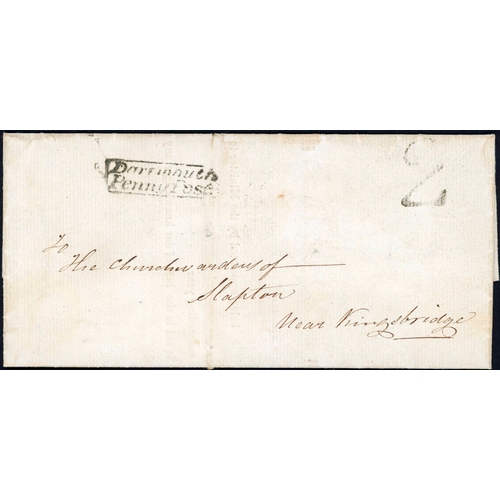 Dartmouth
Penny Post
2
To
The Churchwardens of
Slapton
Near Kingsbridge